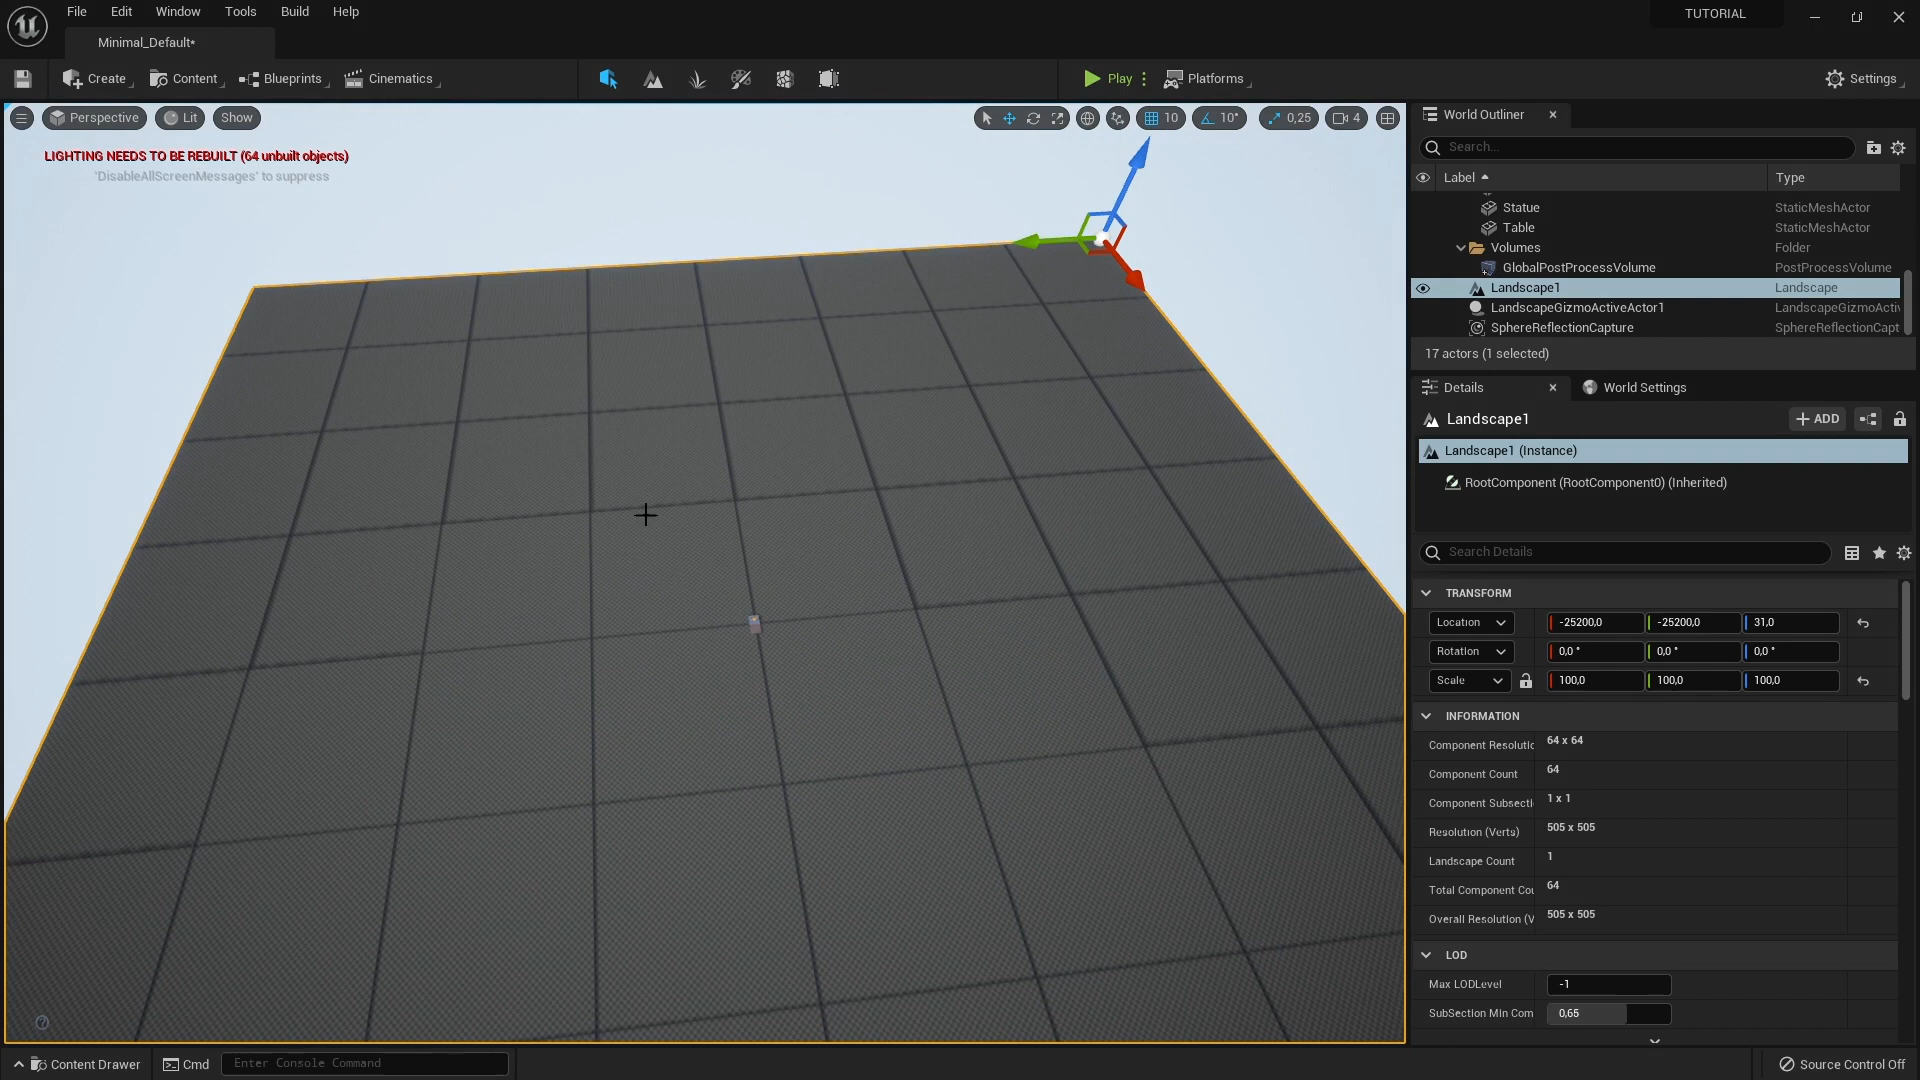 File Edit Window Tools Build Help
TUTORIAL
Minimal_Default*
Create Content Blueprints Cinematics Play Platforms Settings
Perspective Lit Show 10 10° 0,25 4
LIGHTING NEEDS TO BE REBUILT (64 unbuilt objects)
'DisableAllScreenMessages' to suppress
World Outliner
Search...
Label Type
Statue StaticMeshActor
Table StaticMeshActor
Volumes Folder
GlobalPostProcessVolume PostProcessVolume
Landscape1 Landscape
LandscapeGizmoActiveActor1 LandscapeGizmoActiv
SphereReflectionCapture SphereReflectionCapt
17 actors (1 selected)
Details World Settings
Landscape1 ADD
Landscape1 (Instance)
RootComponent (RootComponent0) (Inherited)
Search Details
TRANSFORM
Location -25200,0 -25200,0 31,0
Rotation 0,0 ° 0,0 ° 0,0 °
Scale 100,0 100,0 100,0
INFORMATION
Component Resolutic 64 x 64
Component Count 64
Component Subsecti 1 x 1
Resolution (Verts) 505 x 505
Landscape Count 1
Total Component Cou 64
Overall Resolution (V 505 x 505
LOD
Max LODLevel -1
SubSection Min Com 0,65
Content Drawer Cmd Enter Console Command Source Control Off